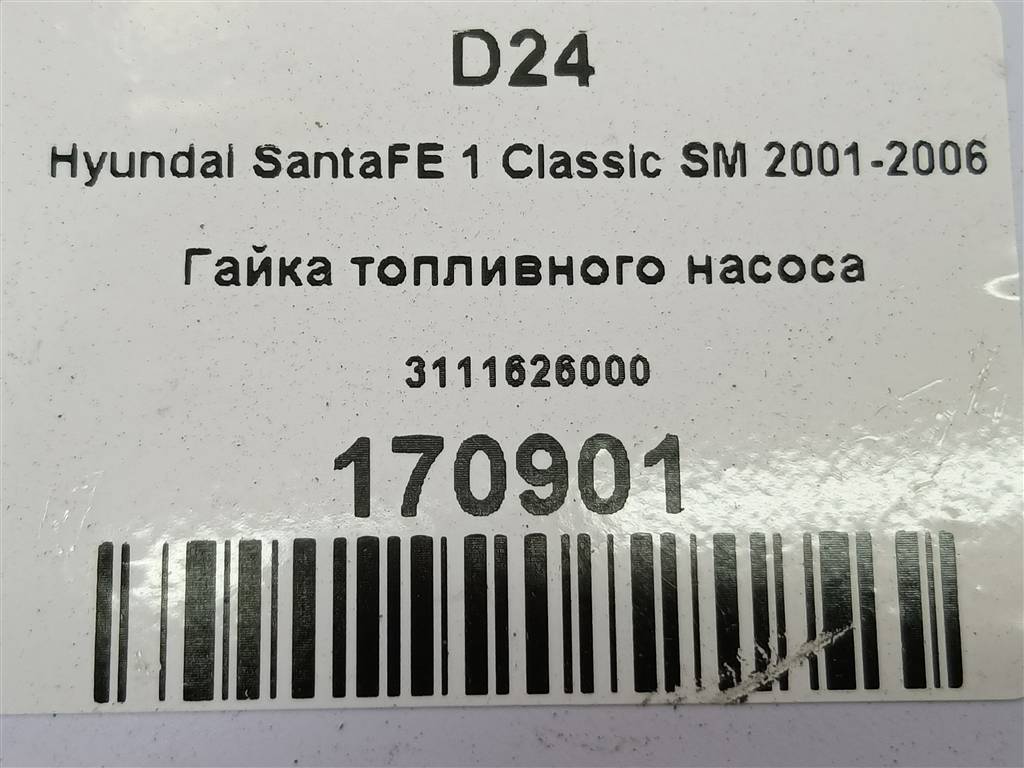 D24
Hyundai SantaFE 1 Classic SM 2001-2006
Гайка топливного насоса
3111626000
170901